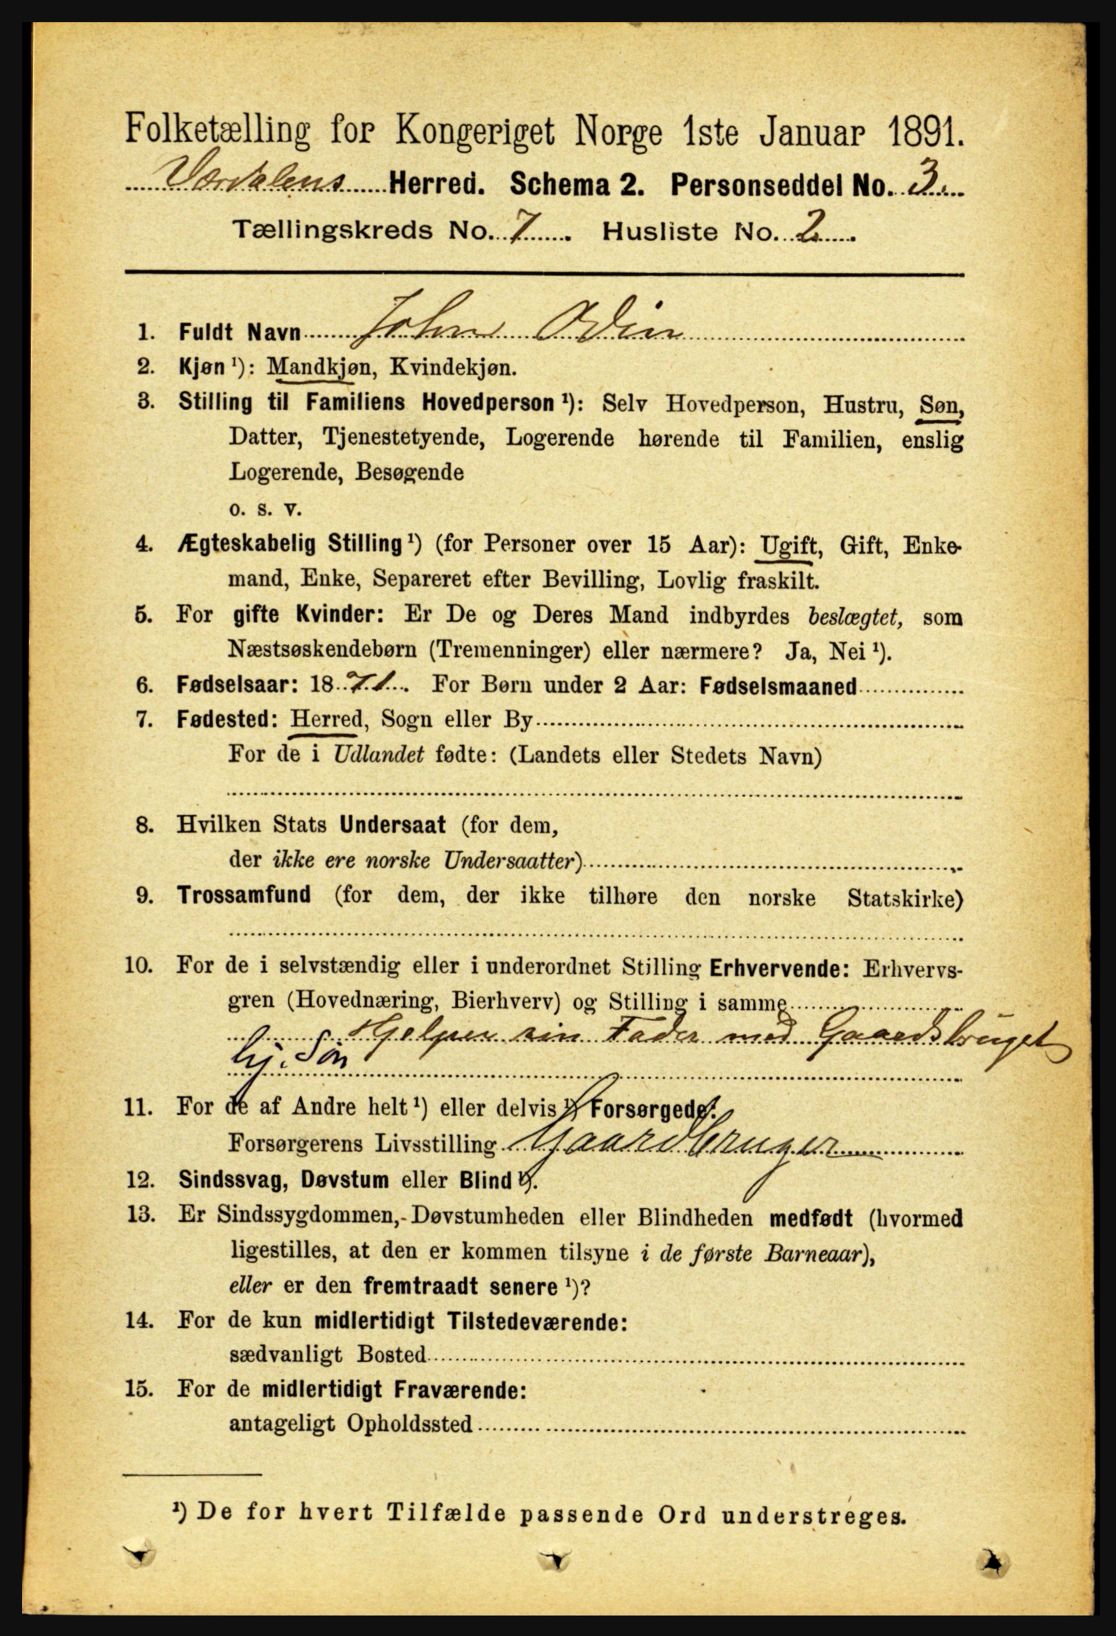 Folketælling for Kongeriget Norge 1ste Januar 1891.
Værdalens Herred. Schema 2. Personseddel No. 3.
Tællingskreds No. 7. Husliste No. 2.
1. Fuldt Navn John Odin
2. Kjøn ¹): Mandkjøn, Kvindekjøn.
3. Stilling til Familiens Hovedperson ¹): Selv Hovedperson, Hustru, Søn,
Datter, Tjenestetyende, Logerende hørende til Familien, enslig
Logerende, Besøgende
o. s. v.
4. Ægteskabelig Stilling ¹) (for Personer over 15 Aar): Ugift, Gift, Enke-
mand, Enke, Separeret efter Bevilling, Lovlig fraskilt.
5. For gifte Kvinder: Er De og Deres Mand indbyrdes beslægtet, som
Næstsøskendebørn (Tremenninger) eller nærmere? Ja, Nei ¹).
6. Fødselsaar: 1871. For Børn under 2 Aar: Fødselsmaaned
7. Fødested: Herred, Sogn eller By
For de i Udlandet fødte: (Landets eller Stedets Navn)
8. Hvilken Stats Undersaat (for dem,
der ikke ere norske Undersaatter)
9. Trossamfund (for dem, der ikke tilhøre den norske Statskirke)
10. For de i selvstændig eller i underordnet Stilling Erhvervende: Erhvervs-
gren (Hovednæring, Bierhverv) og Stilling i samme
Hjelper sin Fader med Gaardsbruget
hj. Søn
11. For de af Andre helt ¹) eller delvis ¹) Forsørgede:
Forsørgerens Livsstilling Gaardbruger
12. Sindssvag, Døvstum eller Blind ¹).
13. Er Sindssygdommen, Døvstumheden eller Blindheden medfødt (hvormed
ligestilles, at den er kommen tilsyne i de første Barneaar),
eller er den fremtraadt senere ¹)?
14. For de kun midlertidigt Tilstedeværende:
sædvanligt Bosted
15. For de midlertidigt Fraværende:
antageligt Opholdssted
¹) De for hvert Tilfælde passende Ord understreges.